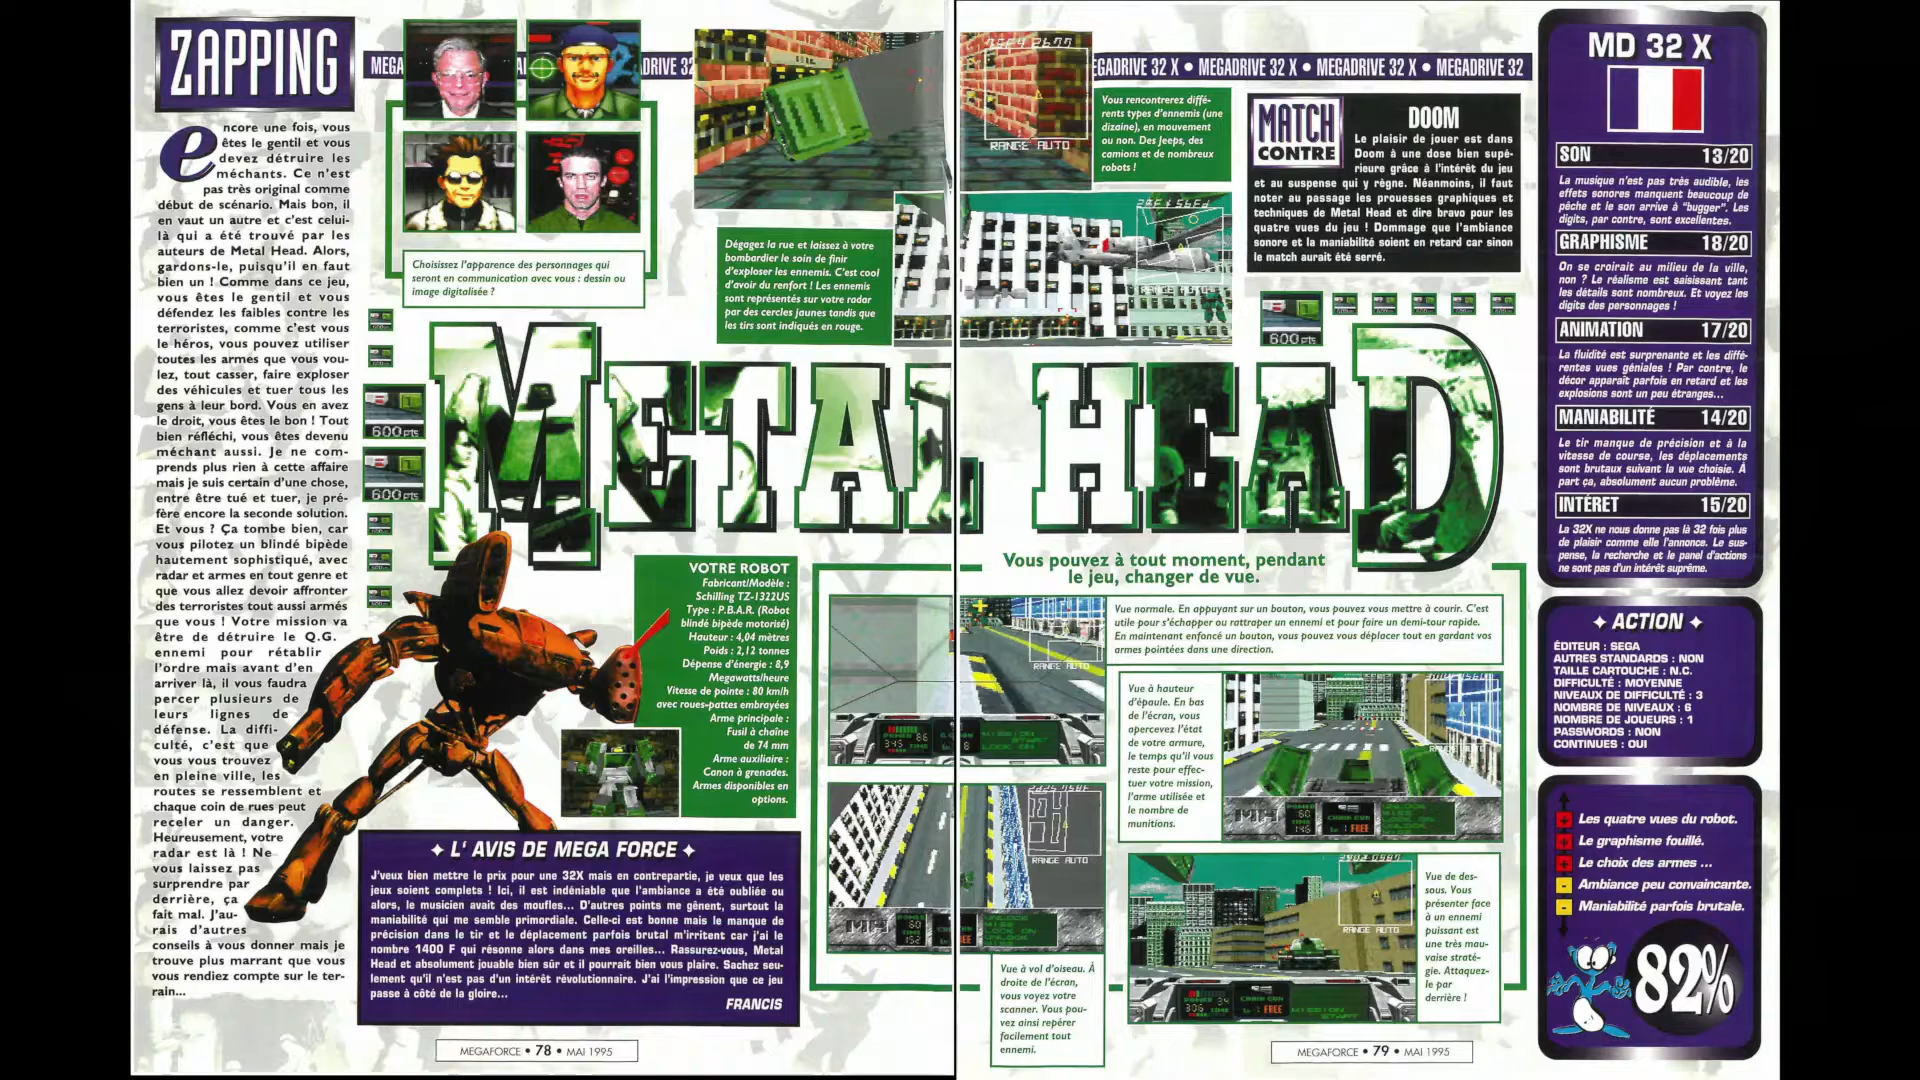 ZAPPING
encore une fois, vous
êtes le gentil et vous
devez détruire les
méchants. Ce n'est
pas très original comme
début de scénario. Mais bon, il
en vaut un autre et c'est celui-
là qui a été trouvé par les
auteurs de Metal Head. Alors,
gardons-le, puisqu'il en faut
bien un ! Comme dans ce jeu,
vous êtes le gentil et vous
défendez les faibles contre les
terroristes, comme c'est vous
le héros, vous pouvez utiliser
toutes les armes que vous vou-
lez, tout casser, faire exploser
des véhicules et tuer tous les
gens à leur bord. Vous en avez
le droit, vous êtes le bon ! Tout
bien réfléchi, vous êtes devenu
méchant aussi. Je ne com-
prends plus rien à cette affaire
mais je suis certain d'une chose,
entre être tué et tuer, je pré-
fère encore la seconde solution.
Et vous ? Ça tombe bien, car
vous pilotez un blindé bipède
hautement sophistiqué, avec
radar et armes en tout genre et
que vous allez devoir affronter
des terroristes tout aussi armés
que vous ! Votre mission va
être de détruire le Q.G.
ennemi pour rétablir
l'ordre mais avant d'en
arriver là, il vous faudra
percer plusieurs de
leurs lignes de
défense. La diffi-
culté, c'est que
vous vous trouvez
en pleine ville, les
routes se ressemblent et
chaque coin de rues peut
receler un danger.
Heureusement, votre
radar est là ! Ne
vous laissez pas
surprendre par
derrière, ça
fait mal. J'au-
rais d'autres
conseils à vous donner mais je
trouve plus marrant que vous
vous rendiez compte sur le ter-
rain...
MEGA
DRIVE 32
Choisissez l'apparence des personnages qui
seront en communication avec vous : dessin ou
image digitalisée ?
Dégagez la rue et laissez à votre
bombardier le soin de finir
d'exploser les ennemis. C'est cool
d'avoir du renfort ! Les ennemis
sont représentés sur votre radar
par des cercles jaunes tandis que
les tirs sont indiqués en rouge.
600 pts
600 pts
METAL HEAD
VOTRE ROBOT
Fabricant/Modèle :
Schilling TZ-1322US
Type : P.B.A.R. (Robot
blindé bipède motorisé)
Hauteur : 4,04 mètres
Poids : 2,12 tonnes
Dépense d'énergie : 8,9
Megawatts/heure
Vitesse de pointe : 80 km/h
avec roues-pattes embrayées
Arme principale :
Fusil à chaîne
de 74 mm
Arme auxiliaire :
Canon à grenades.
Armes disponibles en
options.
✦ L' AVIS DE MEGA FORCE ✦
J'veux bien mettre le prix pour une 32X mais en contrepartie, je veux que les
jeux soient complets ! Ici, il est indéniable que l'ambiance a été oubliée ou
alors, le musicien avait des moufles... D'autres points me gênent, surtout la
maniabilité qui me semble primordiale. Celle-ci est bonne mais le manque de
précision dans le tir et le déplacement parfois brutal m'irritent car j'ai le
nombre 1400 F qui résonne alors dans mes oreilles... Rassurez-vous, Metal
Head et absolument jouable bien sûr et il pourrait bien vous plaire. Sachez seu-
lement qu'il n'est pas d'un intérêt révolutionnaire. J'ai l'impression que ce jeu
passe à côté de la gloire...
FRANCIS
MEGAFORCE • 78 • MAI 1995
EGADRIVE 32 X • MEGADRIVE 32 X • MEGADRIVE 32 X • MEGADRIVE 32
RANGE AUTO
Vous rencontrerez diffé-
rents types d'ennemis (une
dizaine), en mouvement
ou non. Des Jeeps, des
camions et de nombreux
robots !
MATCH
CONTRE
DOOM
Le plaisir de jouer est dans
Doom à une dose bien supé-
rieure grâce à l'intérêt du jeu
et au suspense qui y règne. Néanmoins, il faut
noter au passage les prouesses graphiques et
techniques de Metal Head et dire bravo pour les
quatre vues du jeu ! Dommage que l'ambiance
sonore et la maniabilité soient en retard car sinon
le match aurait été serré.
600 pts
Vous pouvez à tout moment, pendant
le jeu, changer de vue.
RANGE AUTO
Vue normale. En appuyant sur un bouton, vous pouvez vous mettre à courir. C'est
utile pour s'échapper ou rattraper un ennemi et pour faire un demi-tour rapide.
En maintenant enfoncé un bouton, vous pouvez vous déplacer tout en gardant vos
armes pointées dans une direction.
Vue à hauteur
d'épaule. En bas
de l'écran, vous
apercevez l'état
de votre armure,
le temps qu'il vous
reste pour effec-
tuer votre mission,
l'arme utilisée et
le nombre de
munitions.
RANGE AUTO
RANGE AUTO
Vue de des-
sous. Vous
présenter face
à un ennemi
puissant est
une très mau-
vaise straté-
gie. Attaquez-
le par
derrière !
Vue à vol d'oiseau. À
droite de l'écran,
vous voyez votre
scanner. Vous pou-
vez ainsi repérer
facilement tout
ennemi.
MEGAFORCE • 79 • MAI 1995
MD 32 X
SON 13/20
La musique n'est pas très audible, les
effets sonores manquent beaucoup de
pêche et le son arrive à "bugger". Les
digits, par contre, sont excellentes.
GRAPHISME 18/20
On se croirait au milieu de la ville,
non ? Le réalisme est saisissant tant
les détails sont nombreux. Et voyez les
digits des personnages !
ANIMATION 17/20
La fluidité est surprenante et les diffé-
rentes vues géniales ! Par contre, le
décor apparaît parfois en retard et les
explosions sont un peu étranges...
MANIABILITÉ 14/20
Le tir manque de précision et à la
vitesse de course, les déplacements
sont brutaux suivant la vue choisie. À
part ça, absolument aucun problème.
INTÉRET 15/20
La 32X ne nous donne pas là 32 fois plus
de plaisir comme elle l'annonce. Le sus-
pense, la recherche et le panel d'actions
ne sont pas d'un intérêt suprême.
✦ ACTION ✦
ÉDITEUR : SEGA
AUTRES STANDARDS : NON
TAILLE CARTOUCHE : N.C.
DIFFICULTÉ : MOYENNE
NIVEAUX DE DIFFICULTÉ : 3
NOMBRE DE NIVEAUX : 6
NOMBRE DE JOUEURS : 1
PASSWORDS : NON
CONTINUES : OUI
+ Les quatre vues du robot.
+ Le graphisme fouillé.
+ Le choix des armes ...
- Ambiance peu convaincante.
- Maniabilité parfois brutale.
82%